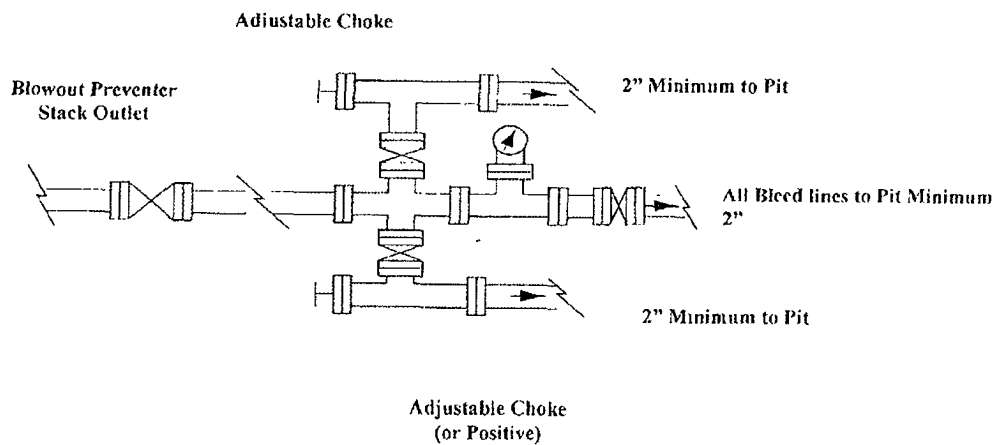 Adjustable Choke
Blowout Preventer
Stack Outlet
2” Minimum to Pit
All Bleed lines to Pit Minimum
2”
2” Minimum to Pit
Adjustable Choke
(or Positive)